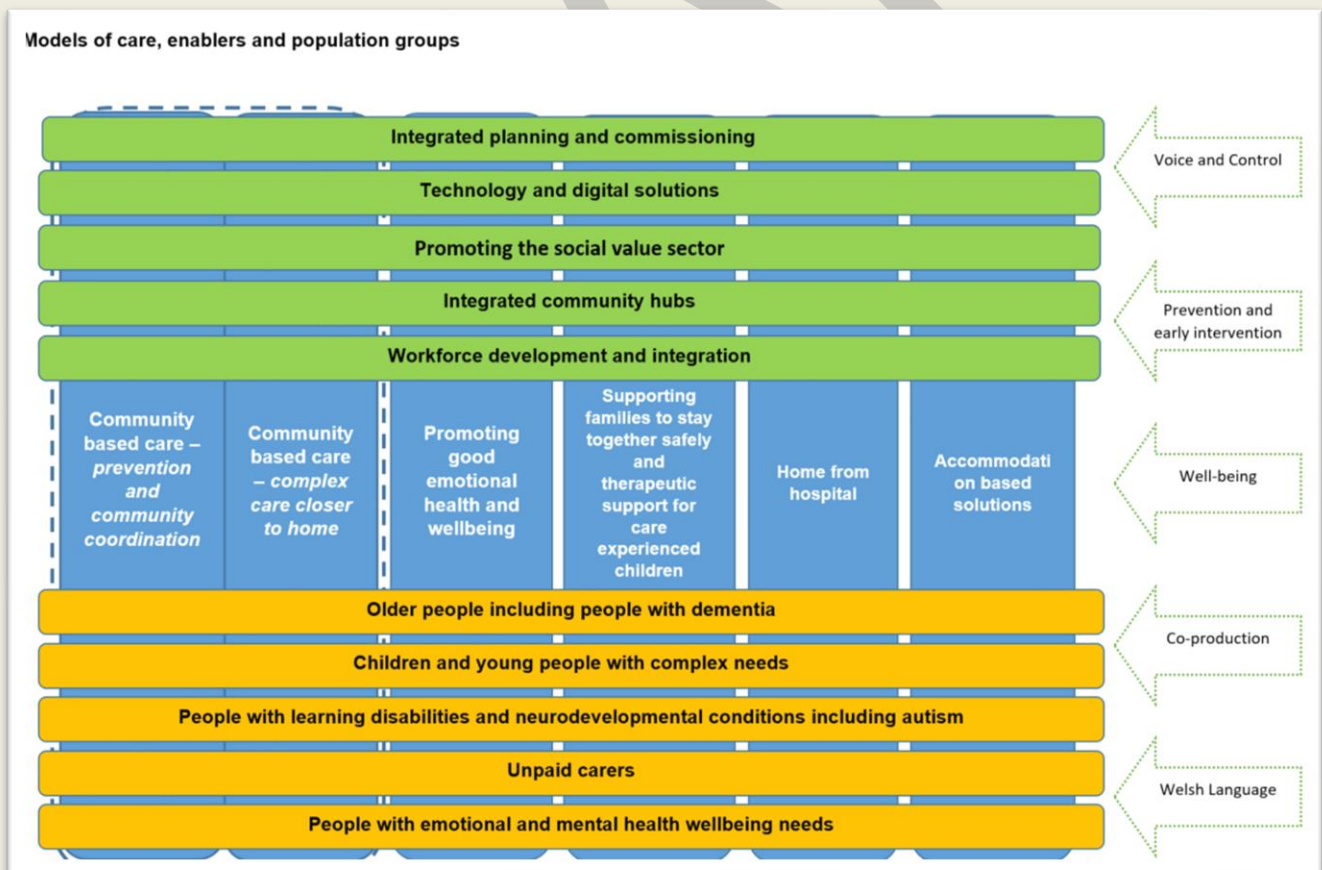 Models of care, enablers and population groups
Integrated planning and commissioning
Technology and digital solutions
Promoting the social value sector
Integrated community hubs
Workforce development and integration
Community
based care –
prevention
and
community
coordination
Community
based care
– complex
care closer
to home
Promoting
good
emotional
health and
wellbeing
Supporting
families to stay
together safely
and
therapeutic
support for
care
experienced
children
Home from
hospital
Accommodati
on based
solutions
Older people including people with dementia
Children and young people with complex needs
People with learning disabilities and neurodevelopmental conditions including autism
Unpaid carers
People with emotional and mental health wellbeing needs
Voice and Control
Prevention and
early intervention
Well-being
Co-production
Welsh Language